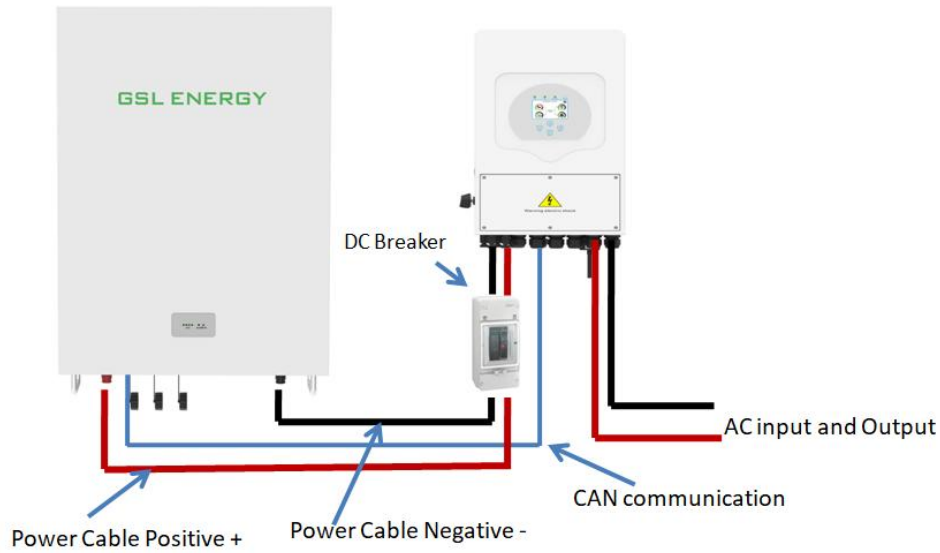 GSL ENERGY
DC Breaker
AC input and Output
CAN communication
Power Cable Negative -
Power Cable Positive +